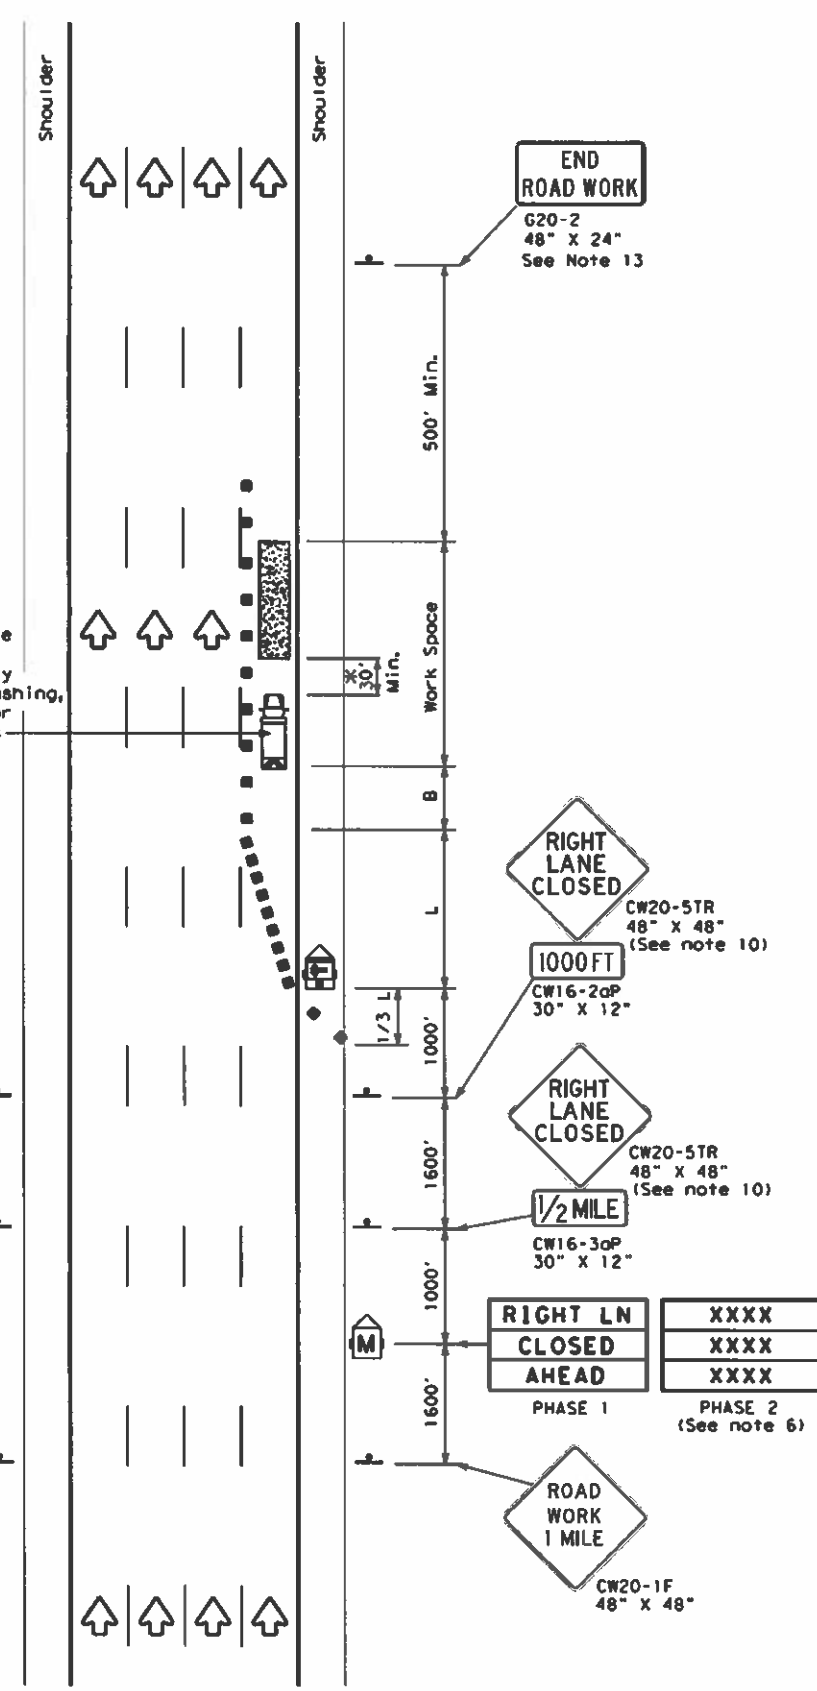 Shoulder
Shoulder
END
ROAD WORK
G20-2
48" X 24"
See Note 13
500' Min.
e
y
shing,
r
Work Space
*
30'
Min.
B
L
RIGHT
LANE
CLOSED
CW20-5TR
48" X 48"
(See note 10)
1000 FT
CW16-2aP
30" X 12"
1/3 L
1000'
RIGHT
LANE
CLOSED
CW20-5TR
48" X 48"
(See note 10)
1600'
1/2 MILE
CW16-3aP
30" X 12"
1000'
M
RIGHT LN
CLOSED
AHEAD
PHASE 1
XXXX
XXXX
XXXX
PHASE 2
(See note 6)
1600'
ROAD
WORK
1 MILE
CW20-1F
48" X 48"